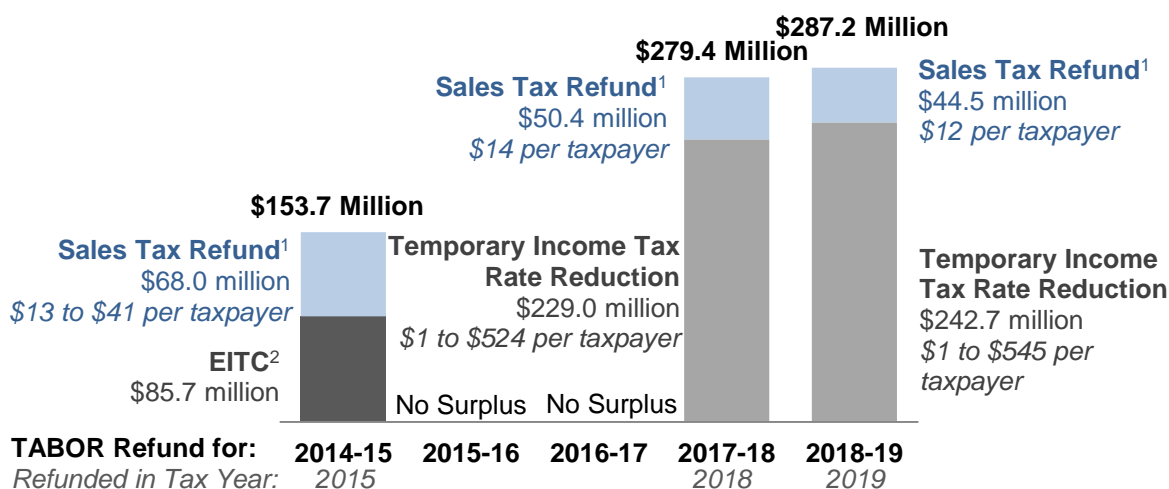 $287.2 Million
$279.4 Million
Sales Tax Refund¹
$50.4 million
$14 per taxpayer
Sales Tax Refund¹
$44.5 million
$12 per taxpayer
$153.7 Million
Sales Tax Refund¹
$68.0 million
$13 to $41 per taxpayer
EITC²
$85.7 million
Temporary Income Tax
Rate Reduction
$229.0 million
$1 to $524 per taxpayer
Temporary Income
Tax Rate Reduction
$242.7 million
$1 to $545 per
taxpayer
No Surplus No Surplus
TABOR Refund for: 2014-15 2015-16 2016-17 2017-18 2018-19
Refunded in Tax Year: 2015 2018 2019